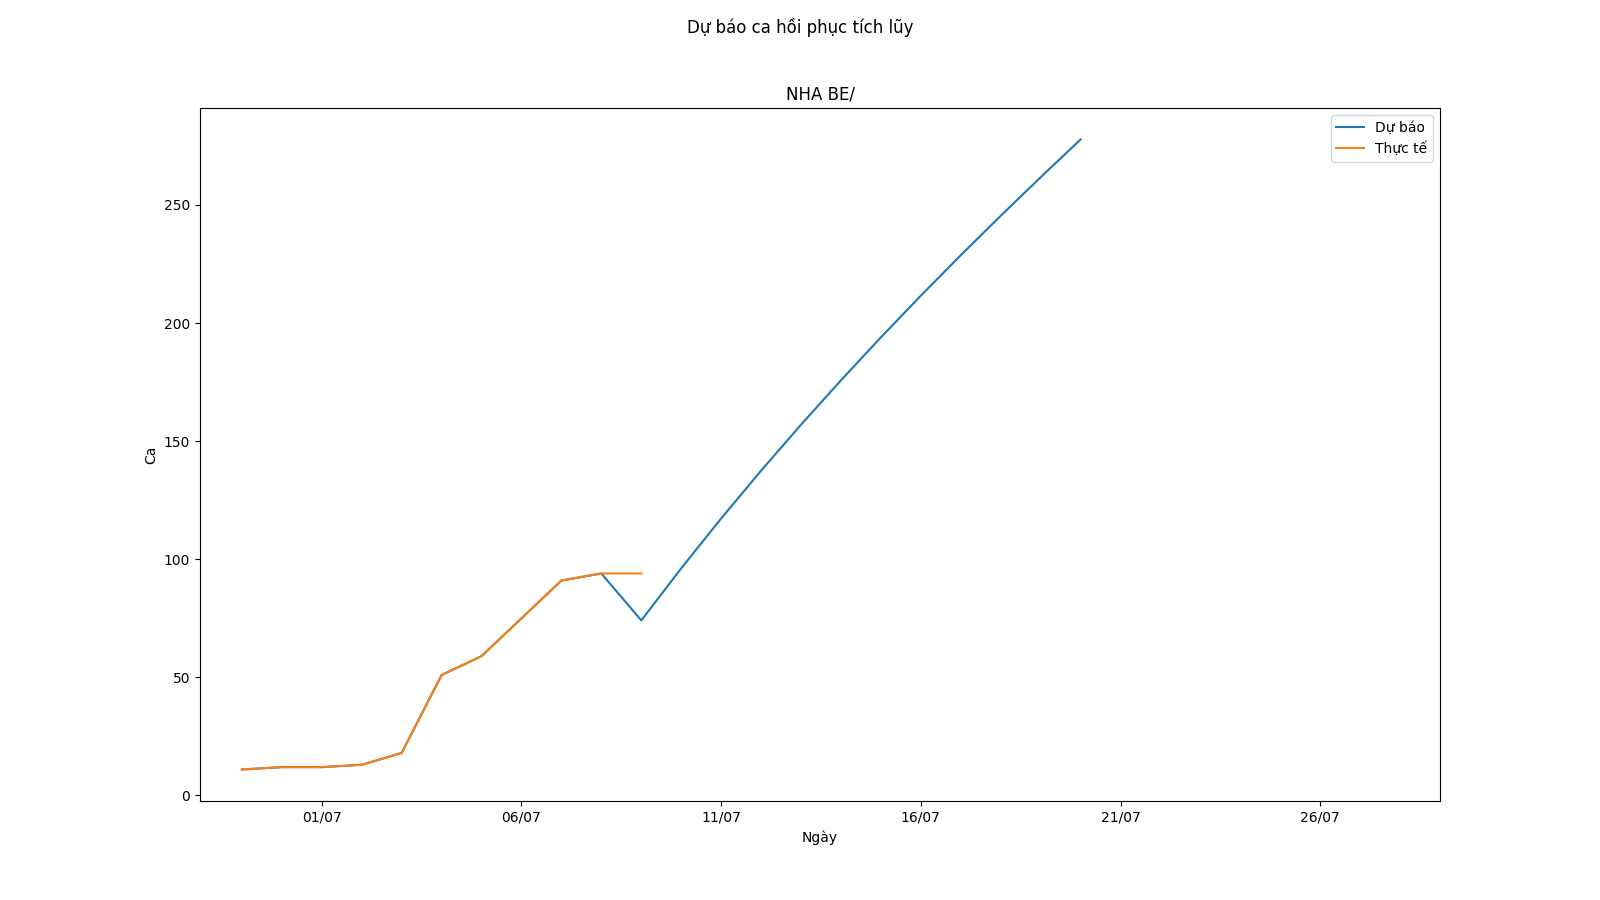 Dự báo ca hồi phục tích lũy
NHA BE/
Dự báo
Thực tế
Ca
250
200
150
100
50
0
01/07
06/07
11/07
16/07
21/07
26/07
Ngày